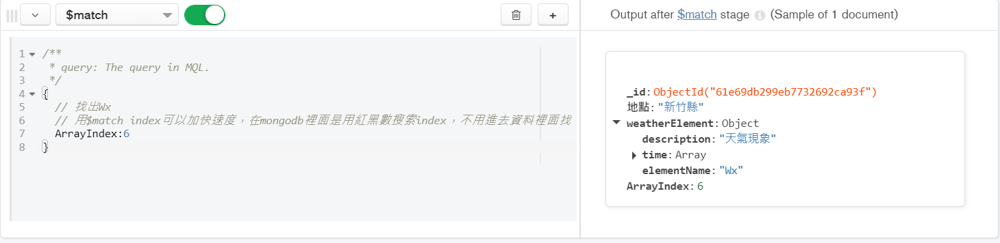 $match
Output after $match stage (Sample of 1 document)
1 /**
2 * query: The query in MQL.
3 */
4 {
5 // 找出Wx
6 // 用$match index可以加快速度，在mongodb裡面是用紅黑數搜索index，不用進去資料裡面找
7 ArrayIndex:6
8 }
_id: ObjectId("61e69db299eb7732692ca93f")
地點: "新竹縣"
weatherElement: Object
description: "天氣現象"
time: Array
elementName: "Wx"
ArrayIndex: 6